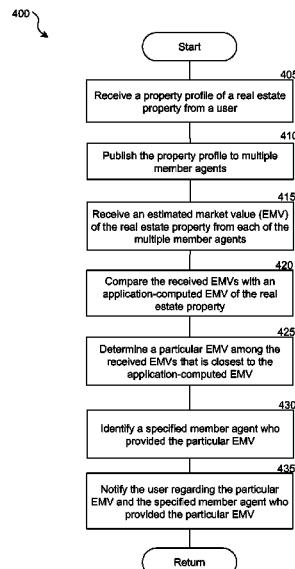 400
Start
405
Receive a property profile of a real estate
property from a user
410
Publish the property profile to multiple
member agents
415
Receive an estimated market value (EMV)
of the real estate property from each of the
multiple member agents
420
Compare the received EMVs with an
application-computed EMV of the real
estate property
425
Determine a particular EMV among the
received EMVs that is closest to the
application-computed EMV
430
Identify a specified member agent who
provided the particular EMV
435
Notify the user regarding the particular
EMV and the specified member agent who
provided the particular EMV
Return